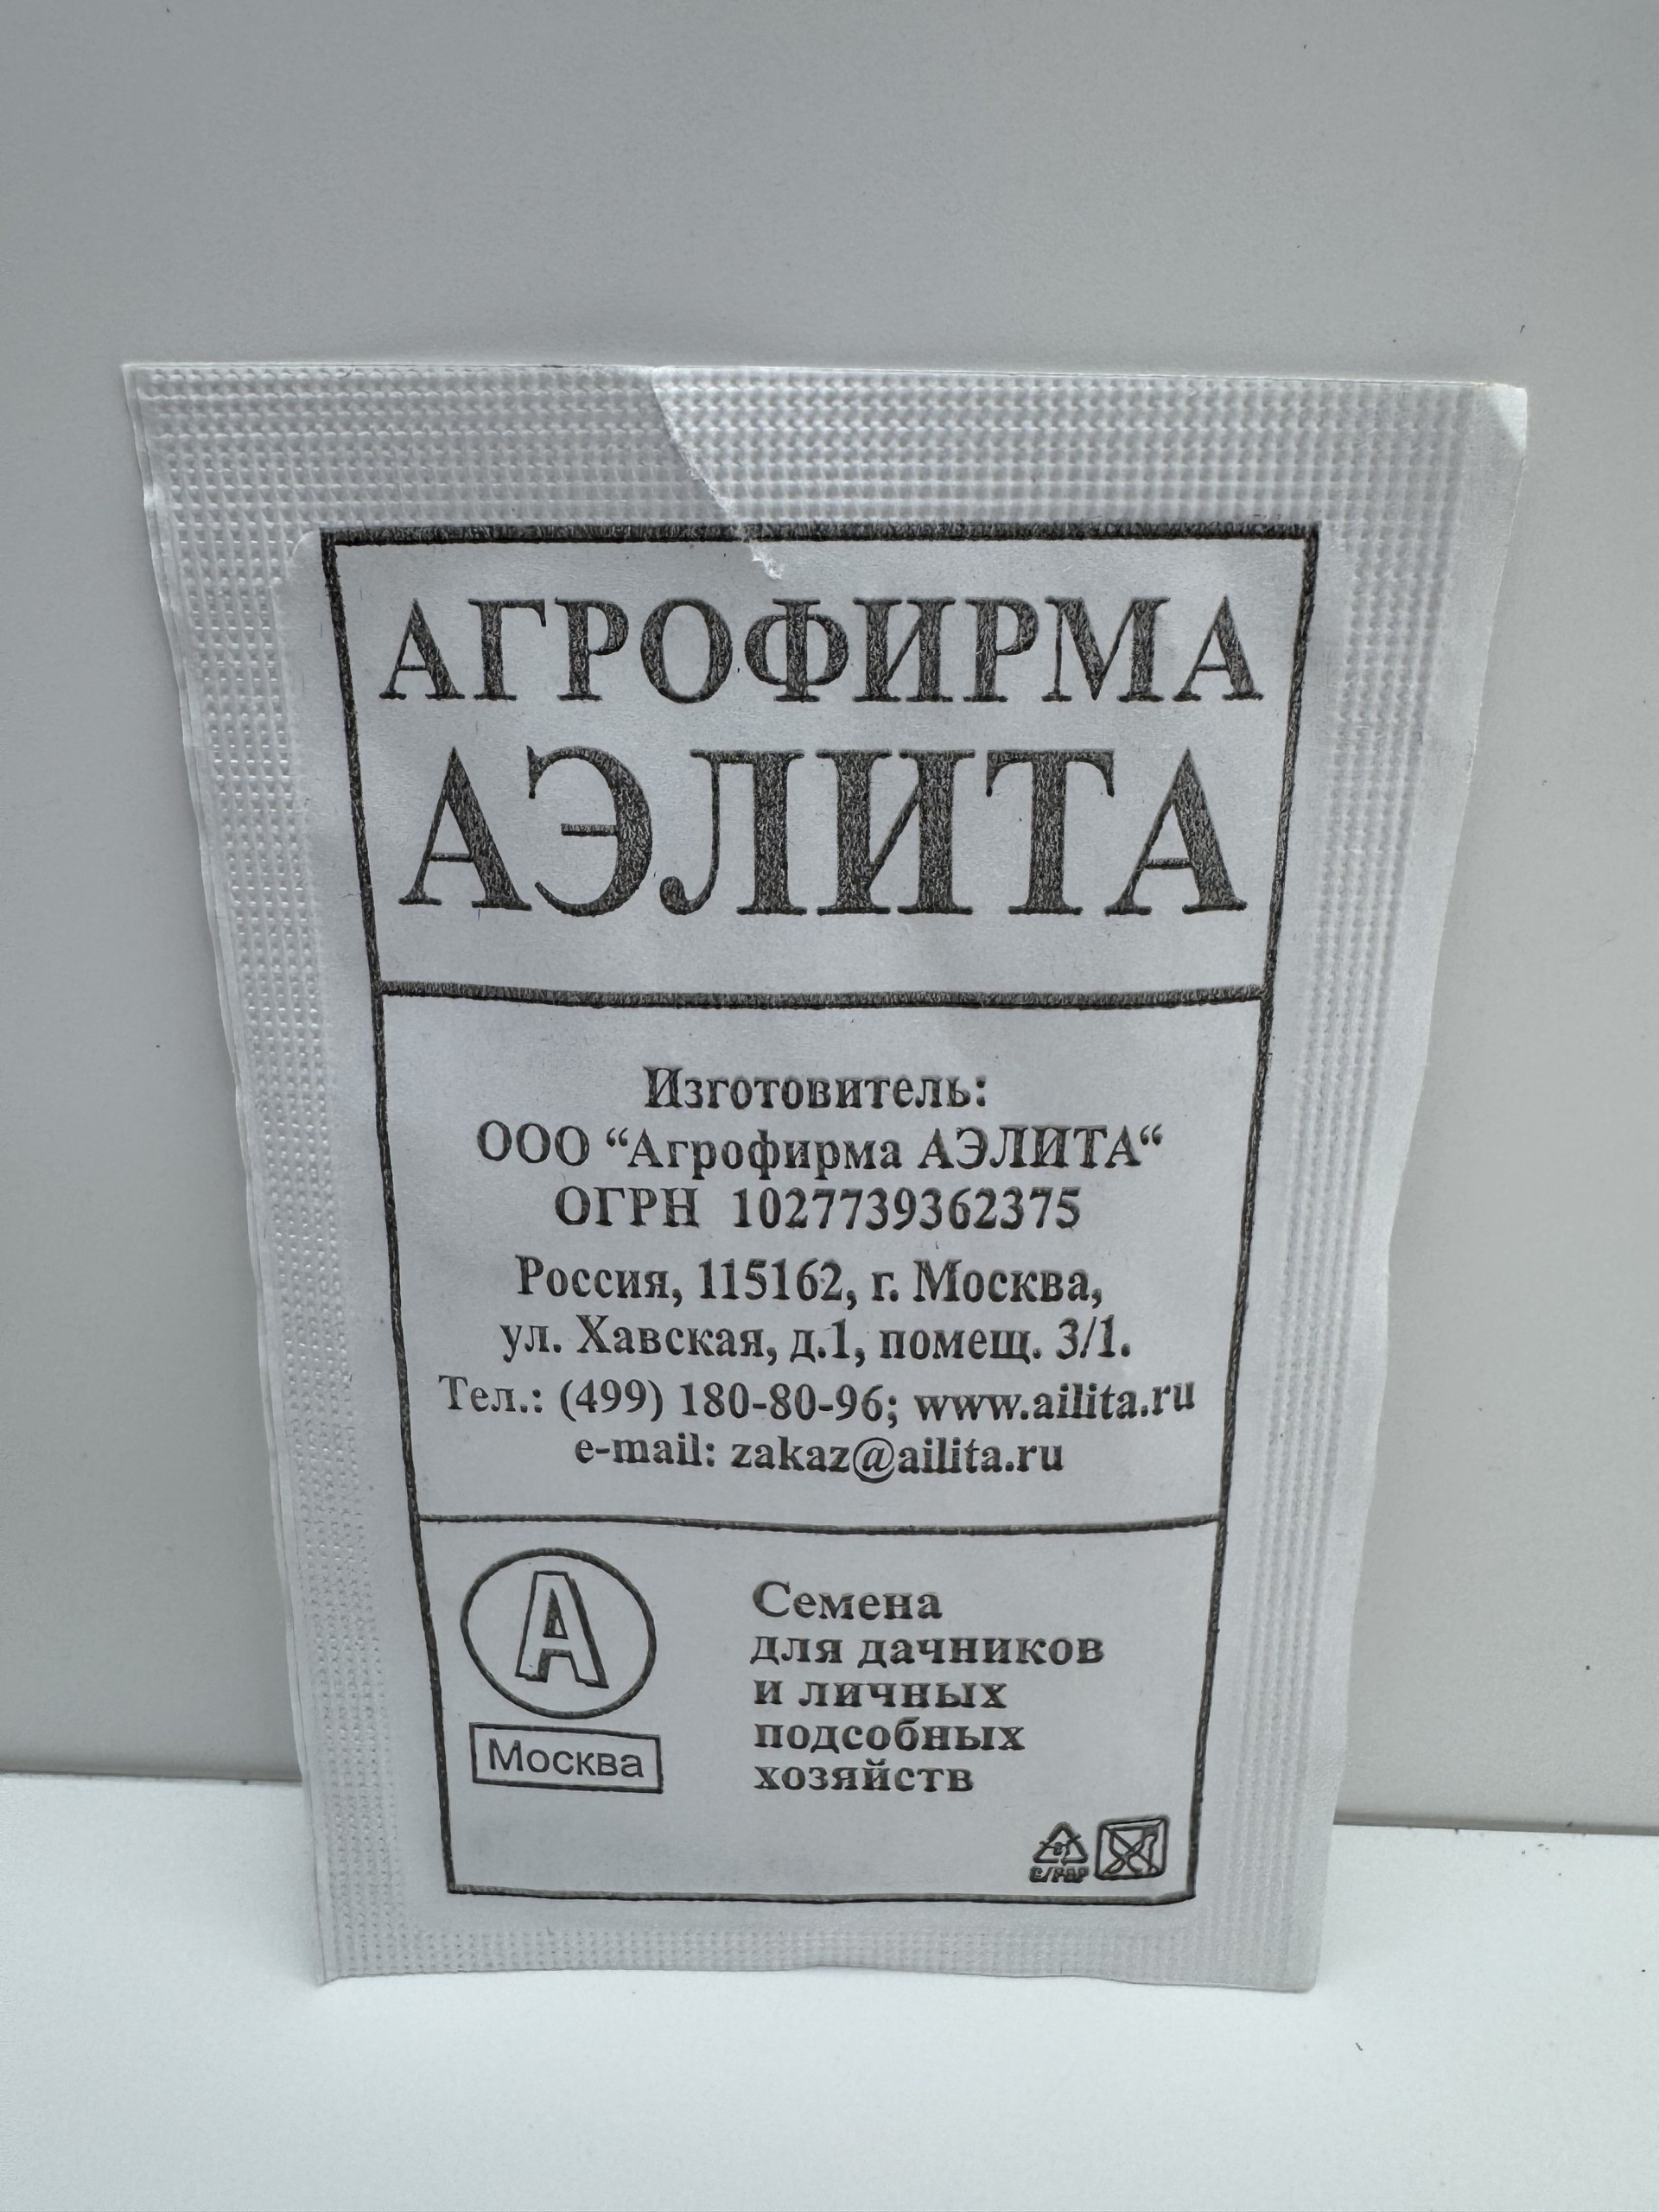 АГРОФИРМА
АЭЛИТА
Изготовитель:
ООО “Агрофирма АЭЛИТА“
ОГРН 1027739362375
Россия, 115162, г. Москва,
ул. Хавская, д.1, помещ. 3/1.
Тел.: (499) 180-80-96; www.ailita.ru
e-mail: zakaz@ailita.ru
А
Москва
Семена
для дачников
и личных
подсобных
хозяйств
C/PAP